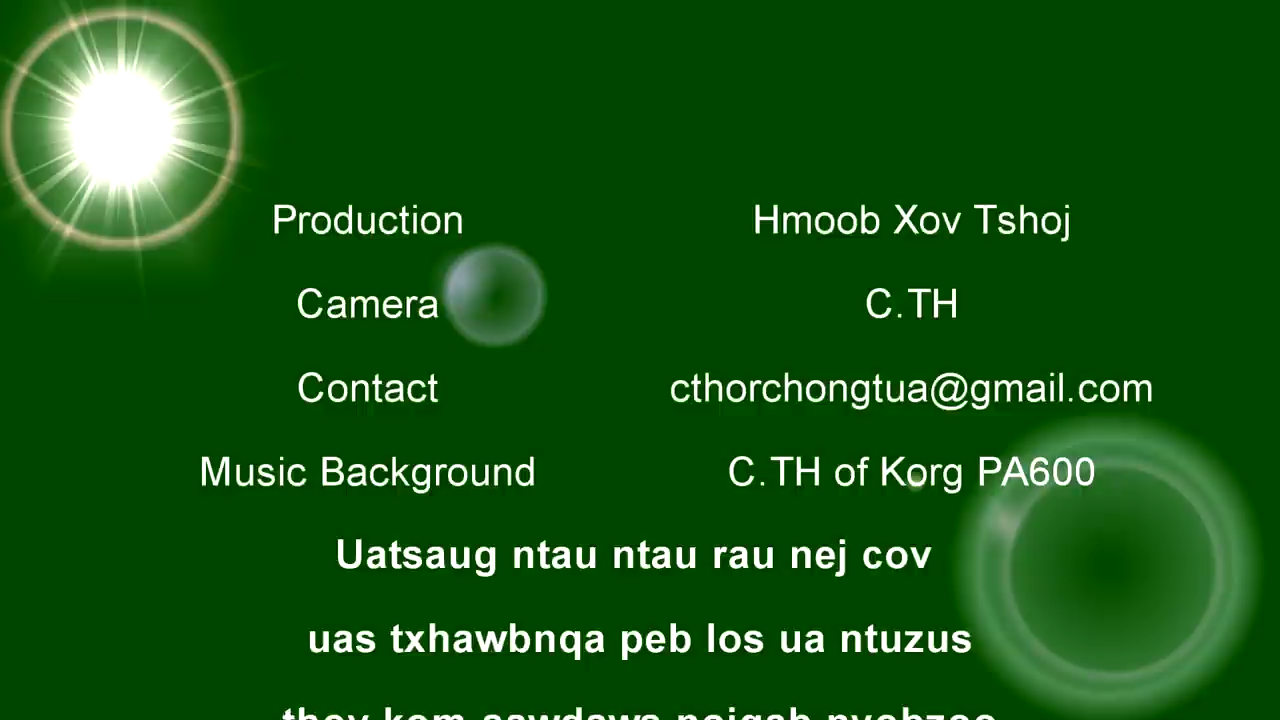 Production Hmoob Xov Tshoj
Camera C.TH
Contact cthorchongtua@gmail.com
Music Background C.TH of Korg PA600
Uatsaug ntau ntau rau nej cov
uas txhawbnqa peb los ua ntuzus